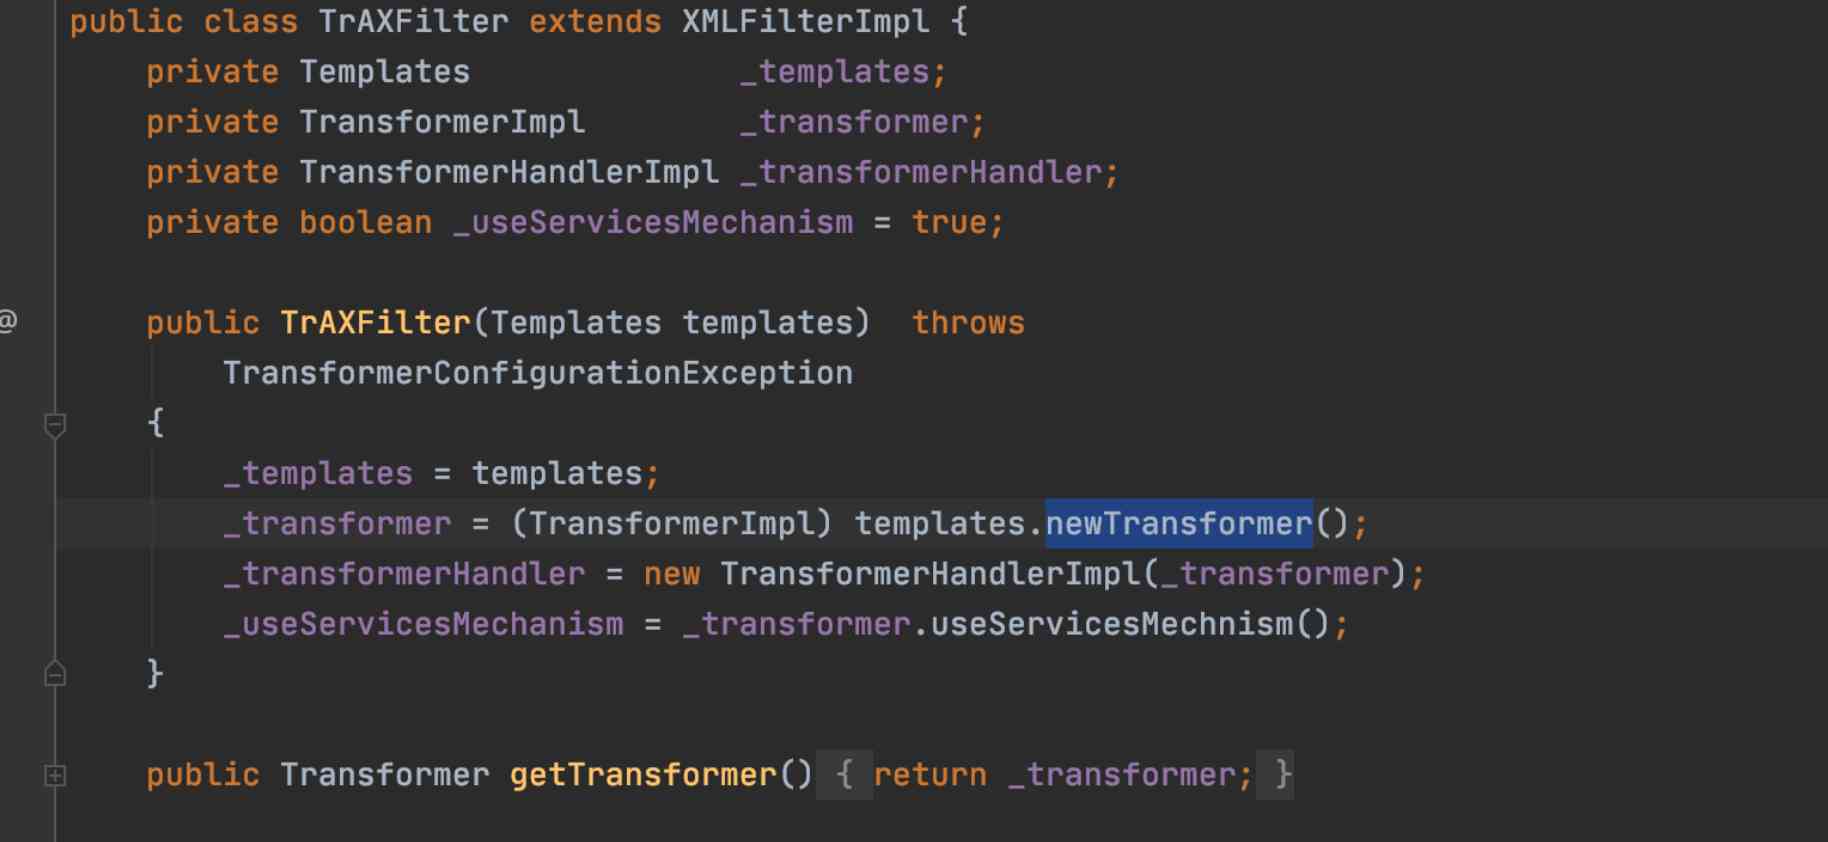 public class TrAXFilter extends XMLFilterImpl {
private Templates _templates;
private TransformerImpl _transformer;
private TransformerHandlerImpl _transformerHandler;
private boolean _useServicesMechanism = true;
@ public TrAXFilter(Templates templates) throws
TransformerConfigurationException
{
_templates = templates;
_transformer = (TransformerImpl) templates.newTransformer();
_transformerHandler = new TransformerHandlerImpl(_transformer);
_useServicesMechanism = _transformer.useServicesMechnism();
}
public Transformer getTransformer() { return _transformer; }